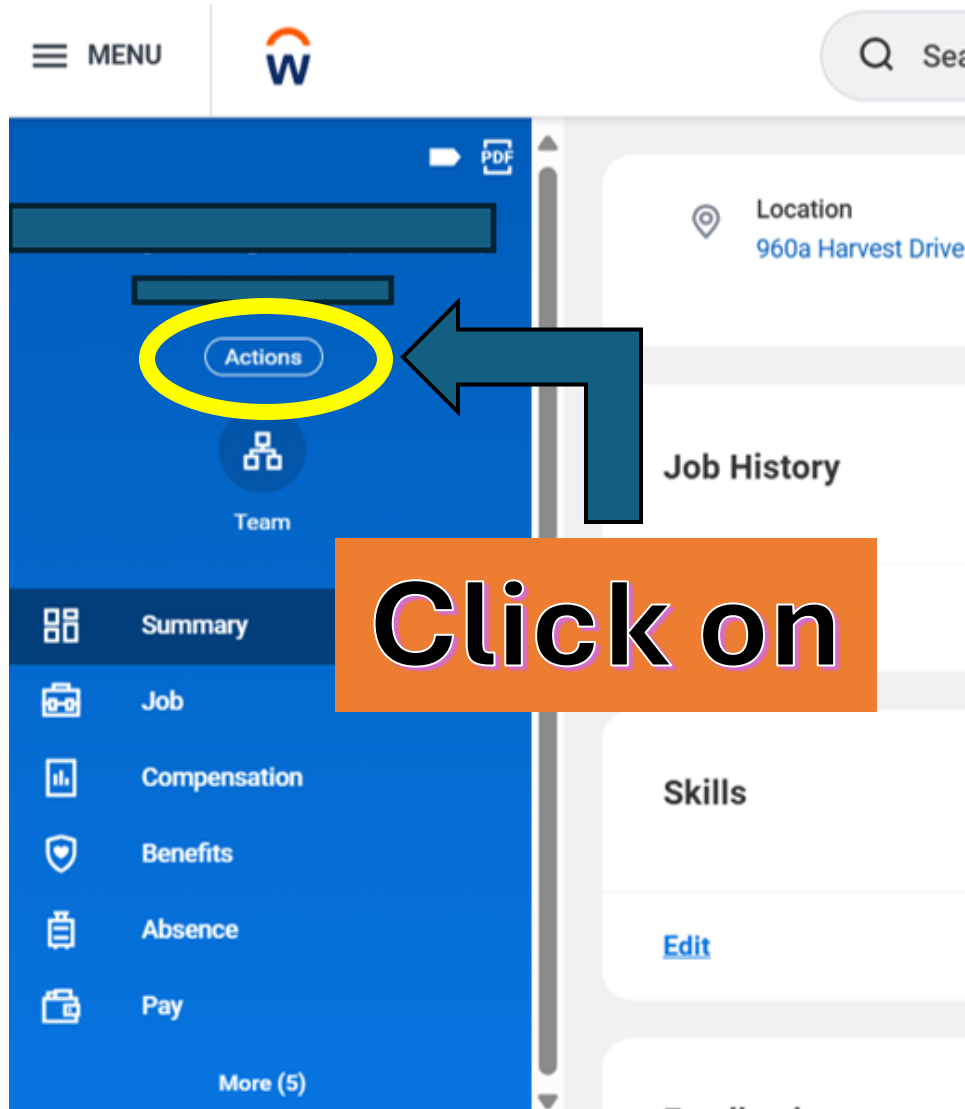 MENU
W
PDF
Location
960a Harvest Drive
Actions
Team
Job History
Click on
Summary
Job
Compensation
Skills
Benefits
Absence
Edit
Pay
More (5)